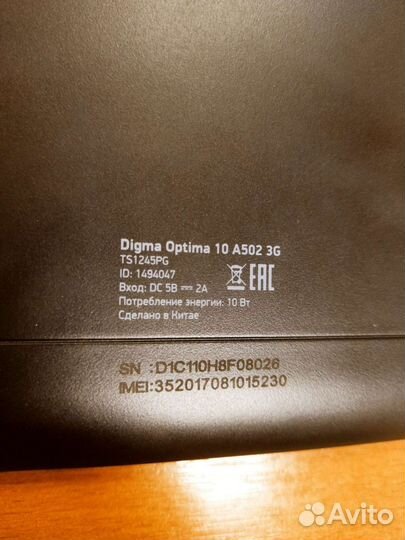 Digma Optima 10 A502 3G
TS1245PG
ID: 1494047
Вход: DC 5В ⎓ 2А
Потребление энергии: 10 Вт
Сделано в Китае
EAC
SN :D1C110H8F08026
IMEI:352017081015230
Avito